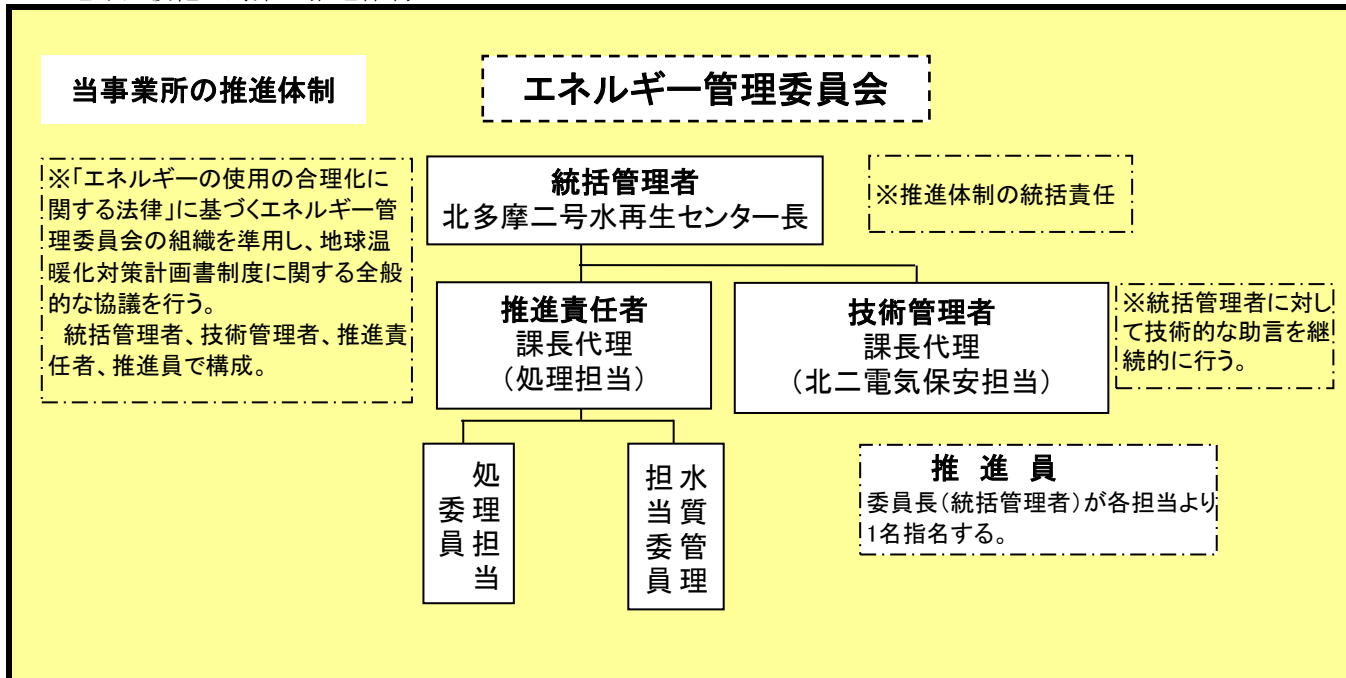 当事業所の推進体制
エネルギー管理委員会
※「エネルギーの使用の合理化に
関する法律」に基づくエネルギー管
理委員会の組織を準用し、地球温
暖化対策計画書制度に関する全般
的な協議を行う。
統括管理者、技術管理者、推進責
任者、推進員で構成。
統括管理者
北多摩二号水再生センター長
※推進体制の統括責任
推進責任者
課長代理
（処理担当）
技術管理者
課長代理
（北二電気保安担当）
※統括管理者に対し
て技術的な助言を継
続的に行う。
処理担当
委員
水質管理
担当委員
推 進 員
委員長（統括管理者）が各担当より
1名指名する。